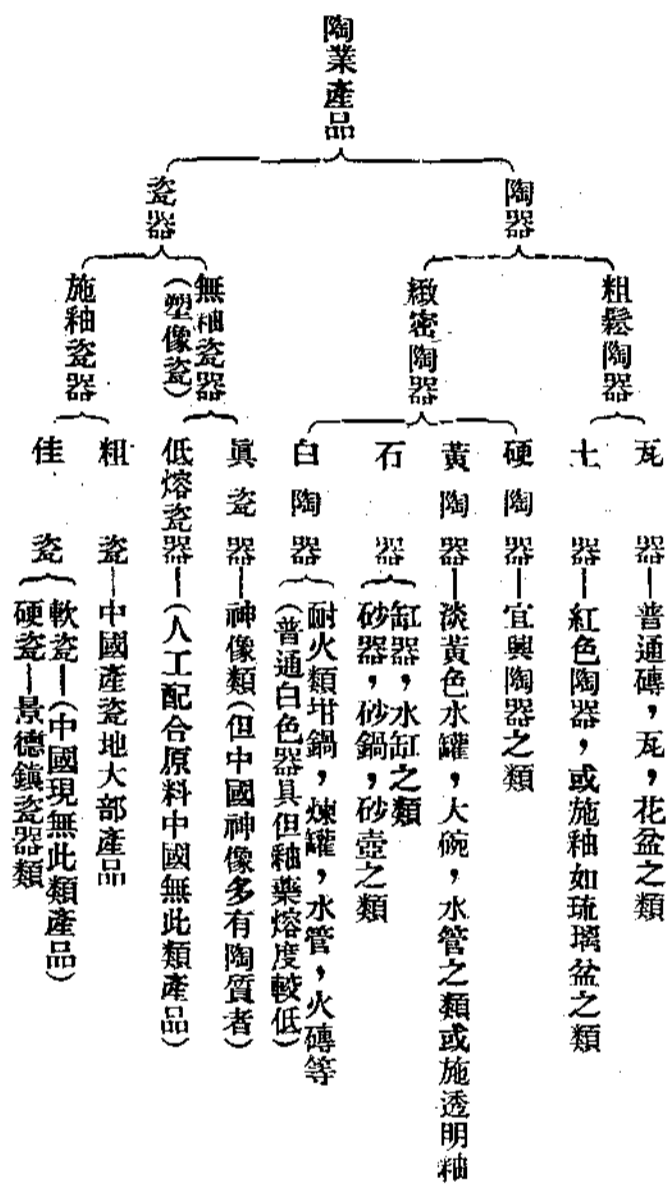 陶業產品
陶器
瓷器
粗鬆陶器
緻密陶器
無釉瓷器
(塑像瓷)
施釉瓷器
瓦器—普通磚，瓦，花盆之類
土器—紅色陶器，或施釉如琉璃盆之類
硬陶器—宜興陶器之類
黃陶器—淡黃色水罐，大碗，水管之類或施透明釉
石器
缸器，水缸之類
砂器，砂鍋，砂壺之類
白陶器
耐火類坩鍋，煉罐，水管，火磚等
(普通白色器具但釉藥熔度較低)
眞瓷器—神像類(但中國神像多有陶質者)
低熔瓷器—(人工配合原料中國無此類產品)
粗瓷—中國產瓷地大部產品
佳瓷
軟瓷—(中國現無此類產品)
硬瓷—景德鎮瓷器類